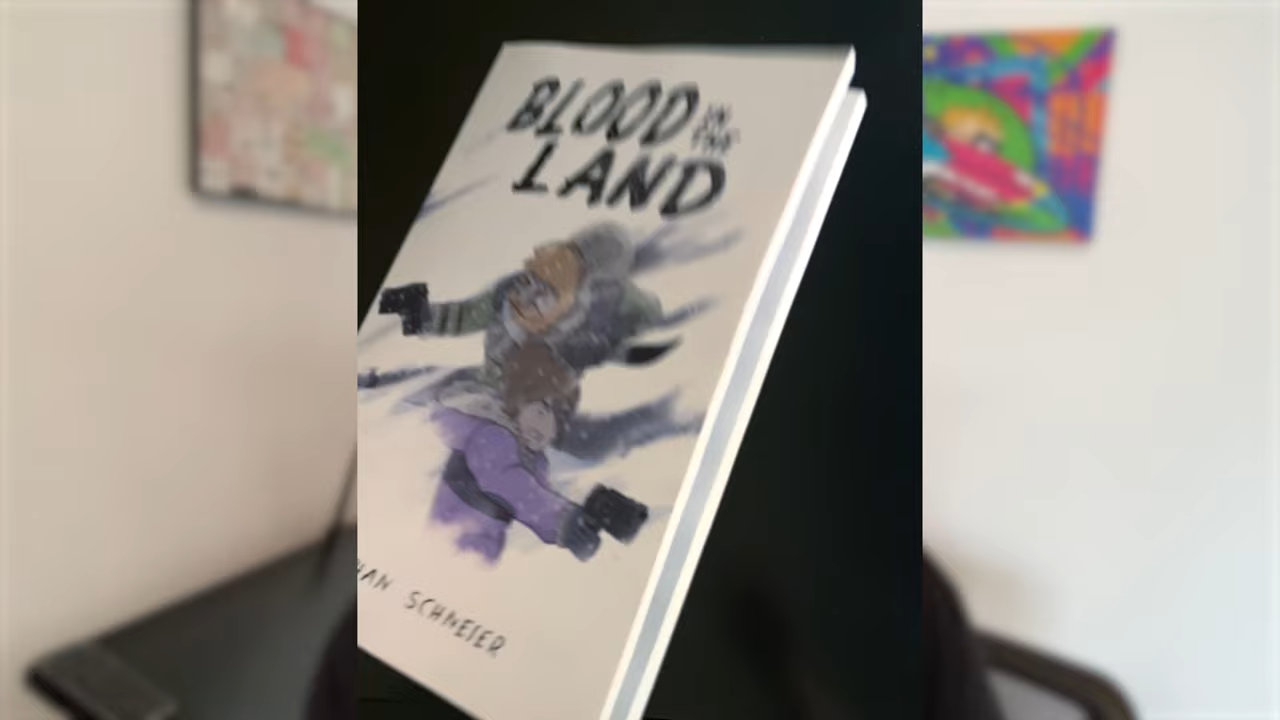 BLOOD IN
THE
LAND
HAN SCHNEIER